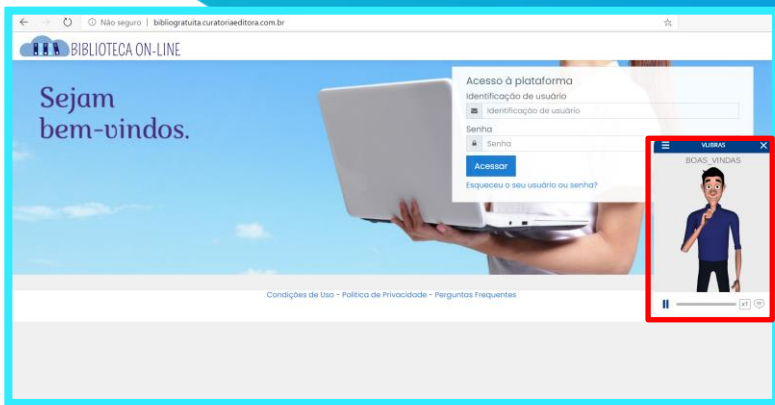 Não seguro | bibliogratuita.curatoriaeditora.com.br
BIBLIOTECA ON-LINE
Sejam
bem-vindos.
Acesso à plataforma
Identificação de usuário
Identificação de usuário
Senha
Senha
Acessar
Esqueceu o seu usuário ou senha?
VLIBRAS
BOAS_VINDAS
x1
Condições de Uso - Política de Privacidade - Perguntas Frequentes